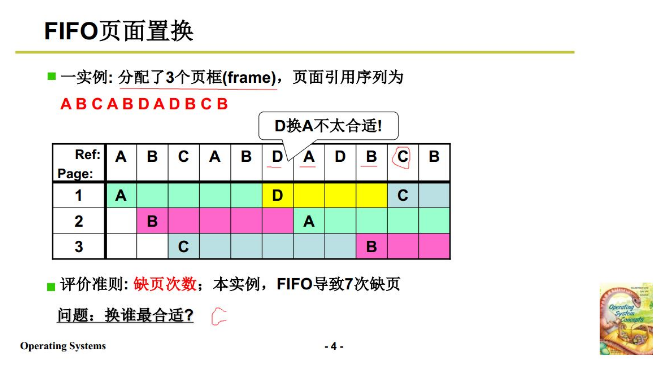 FIFO页面置换
一实例: 分配了3个页框(frame)，页面引用序列为
A B C A B D A D B C B
D换A不太合适!
Ref: A B C A B D A D B C B
Page:
1 A D C
2 B A
3 C B
评价准则: 缺页次数；本实例，FIFO导致7次缺页
问题：换谁最合适? C
Operating Systems
- 4 -
Operating
System
Concepts